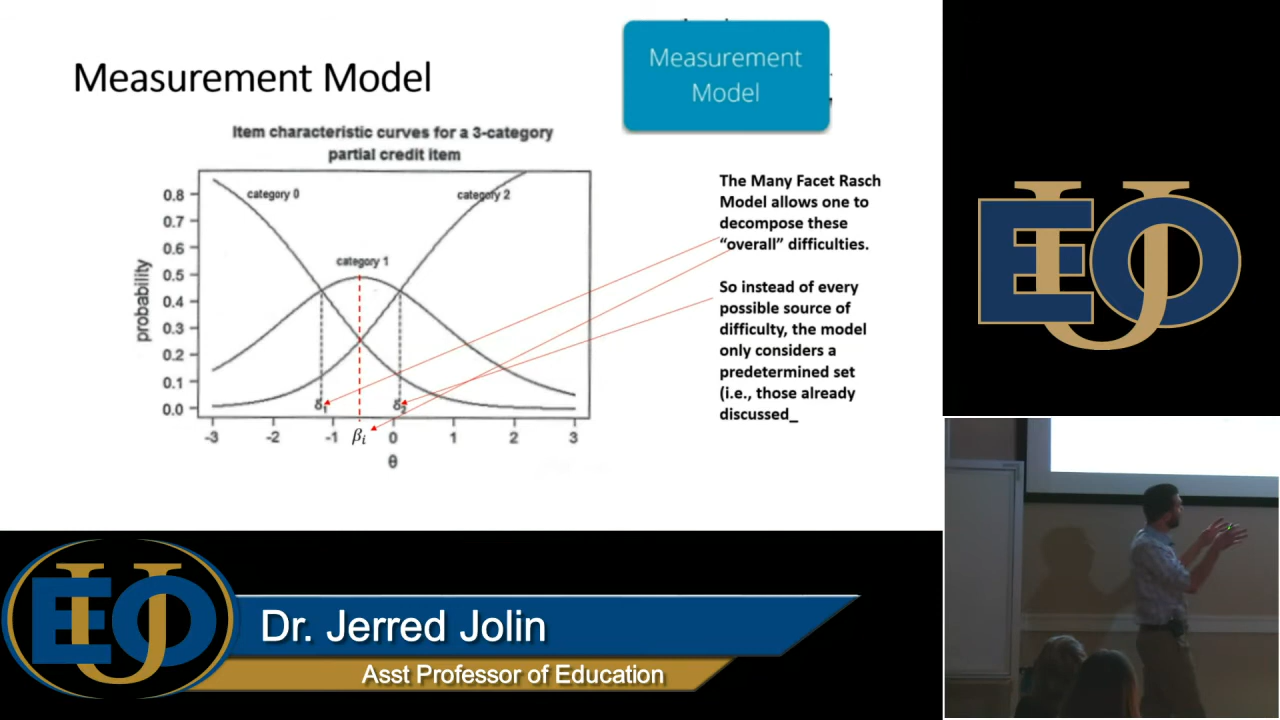 Measurement Model
Measurement
Model
Item characteristic curves for a 3-category
partial credit item
category 0
category 2
category 1
probability
0.8
0.7
0.6
0.5
0.4
0.3
0.2
0.1
0.0
δ1
δ2
-3
-2
-1
βi
0
1
2
3
θ
The Many Facet Rasch
Model allows one to
decompose these
“overall” difficulties.
So instead of every
possible source of
difficulty, the model
only considers a
predetermined set
(i.e., those already
discussed_
EOU
EOU
Dr. Jerred Jolin
Asst Professor of Education